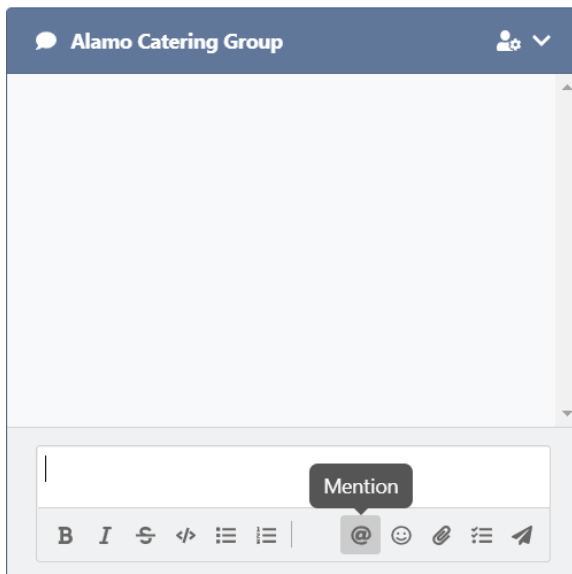 Alamo Catering Group
Mention
B I S </> @